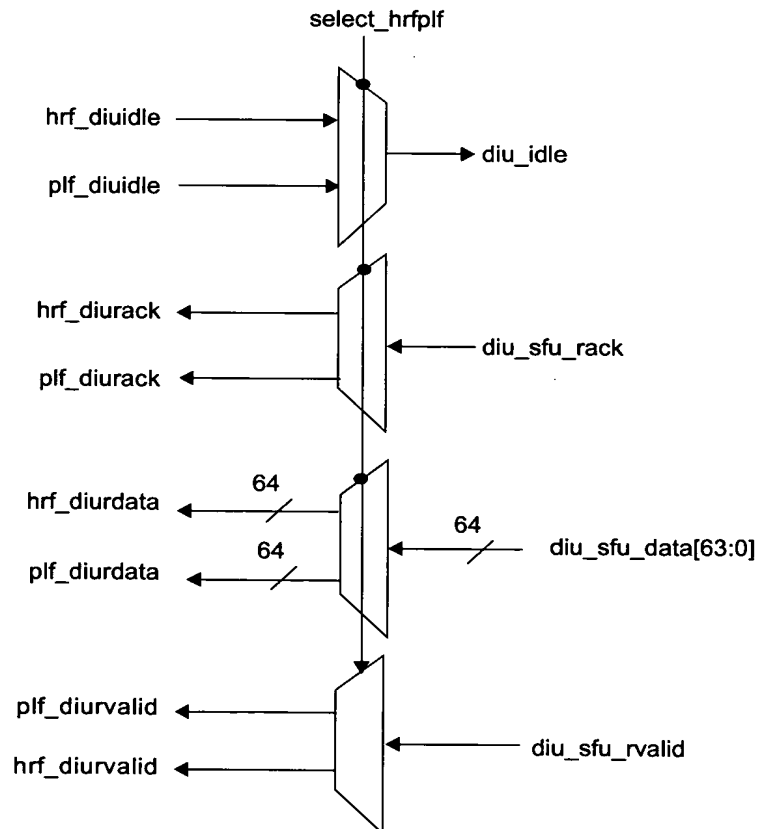 select_hrfplf
hrf_diuidle
diu_idle
plf_diuidle
hrf_diurack
diu_sfu_rack
plf_diurack
64
hrf_diurdata
64
diu_sfu_data[63:0]
64
plf_diurdata
plf_diurvalid
diu_sfu_rvalid
hrf_diurvalid